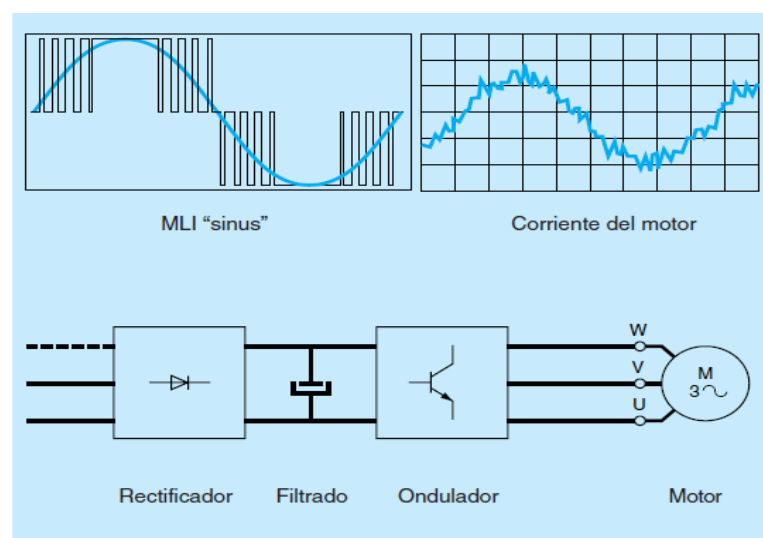 MLI “sinus”
Corriente del motor
W
V
U
M
3
Rectificador
Filtrado
Ondulador
Motor